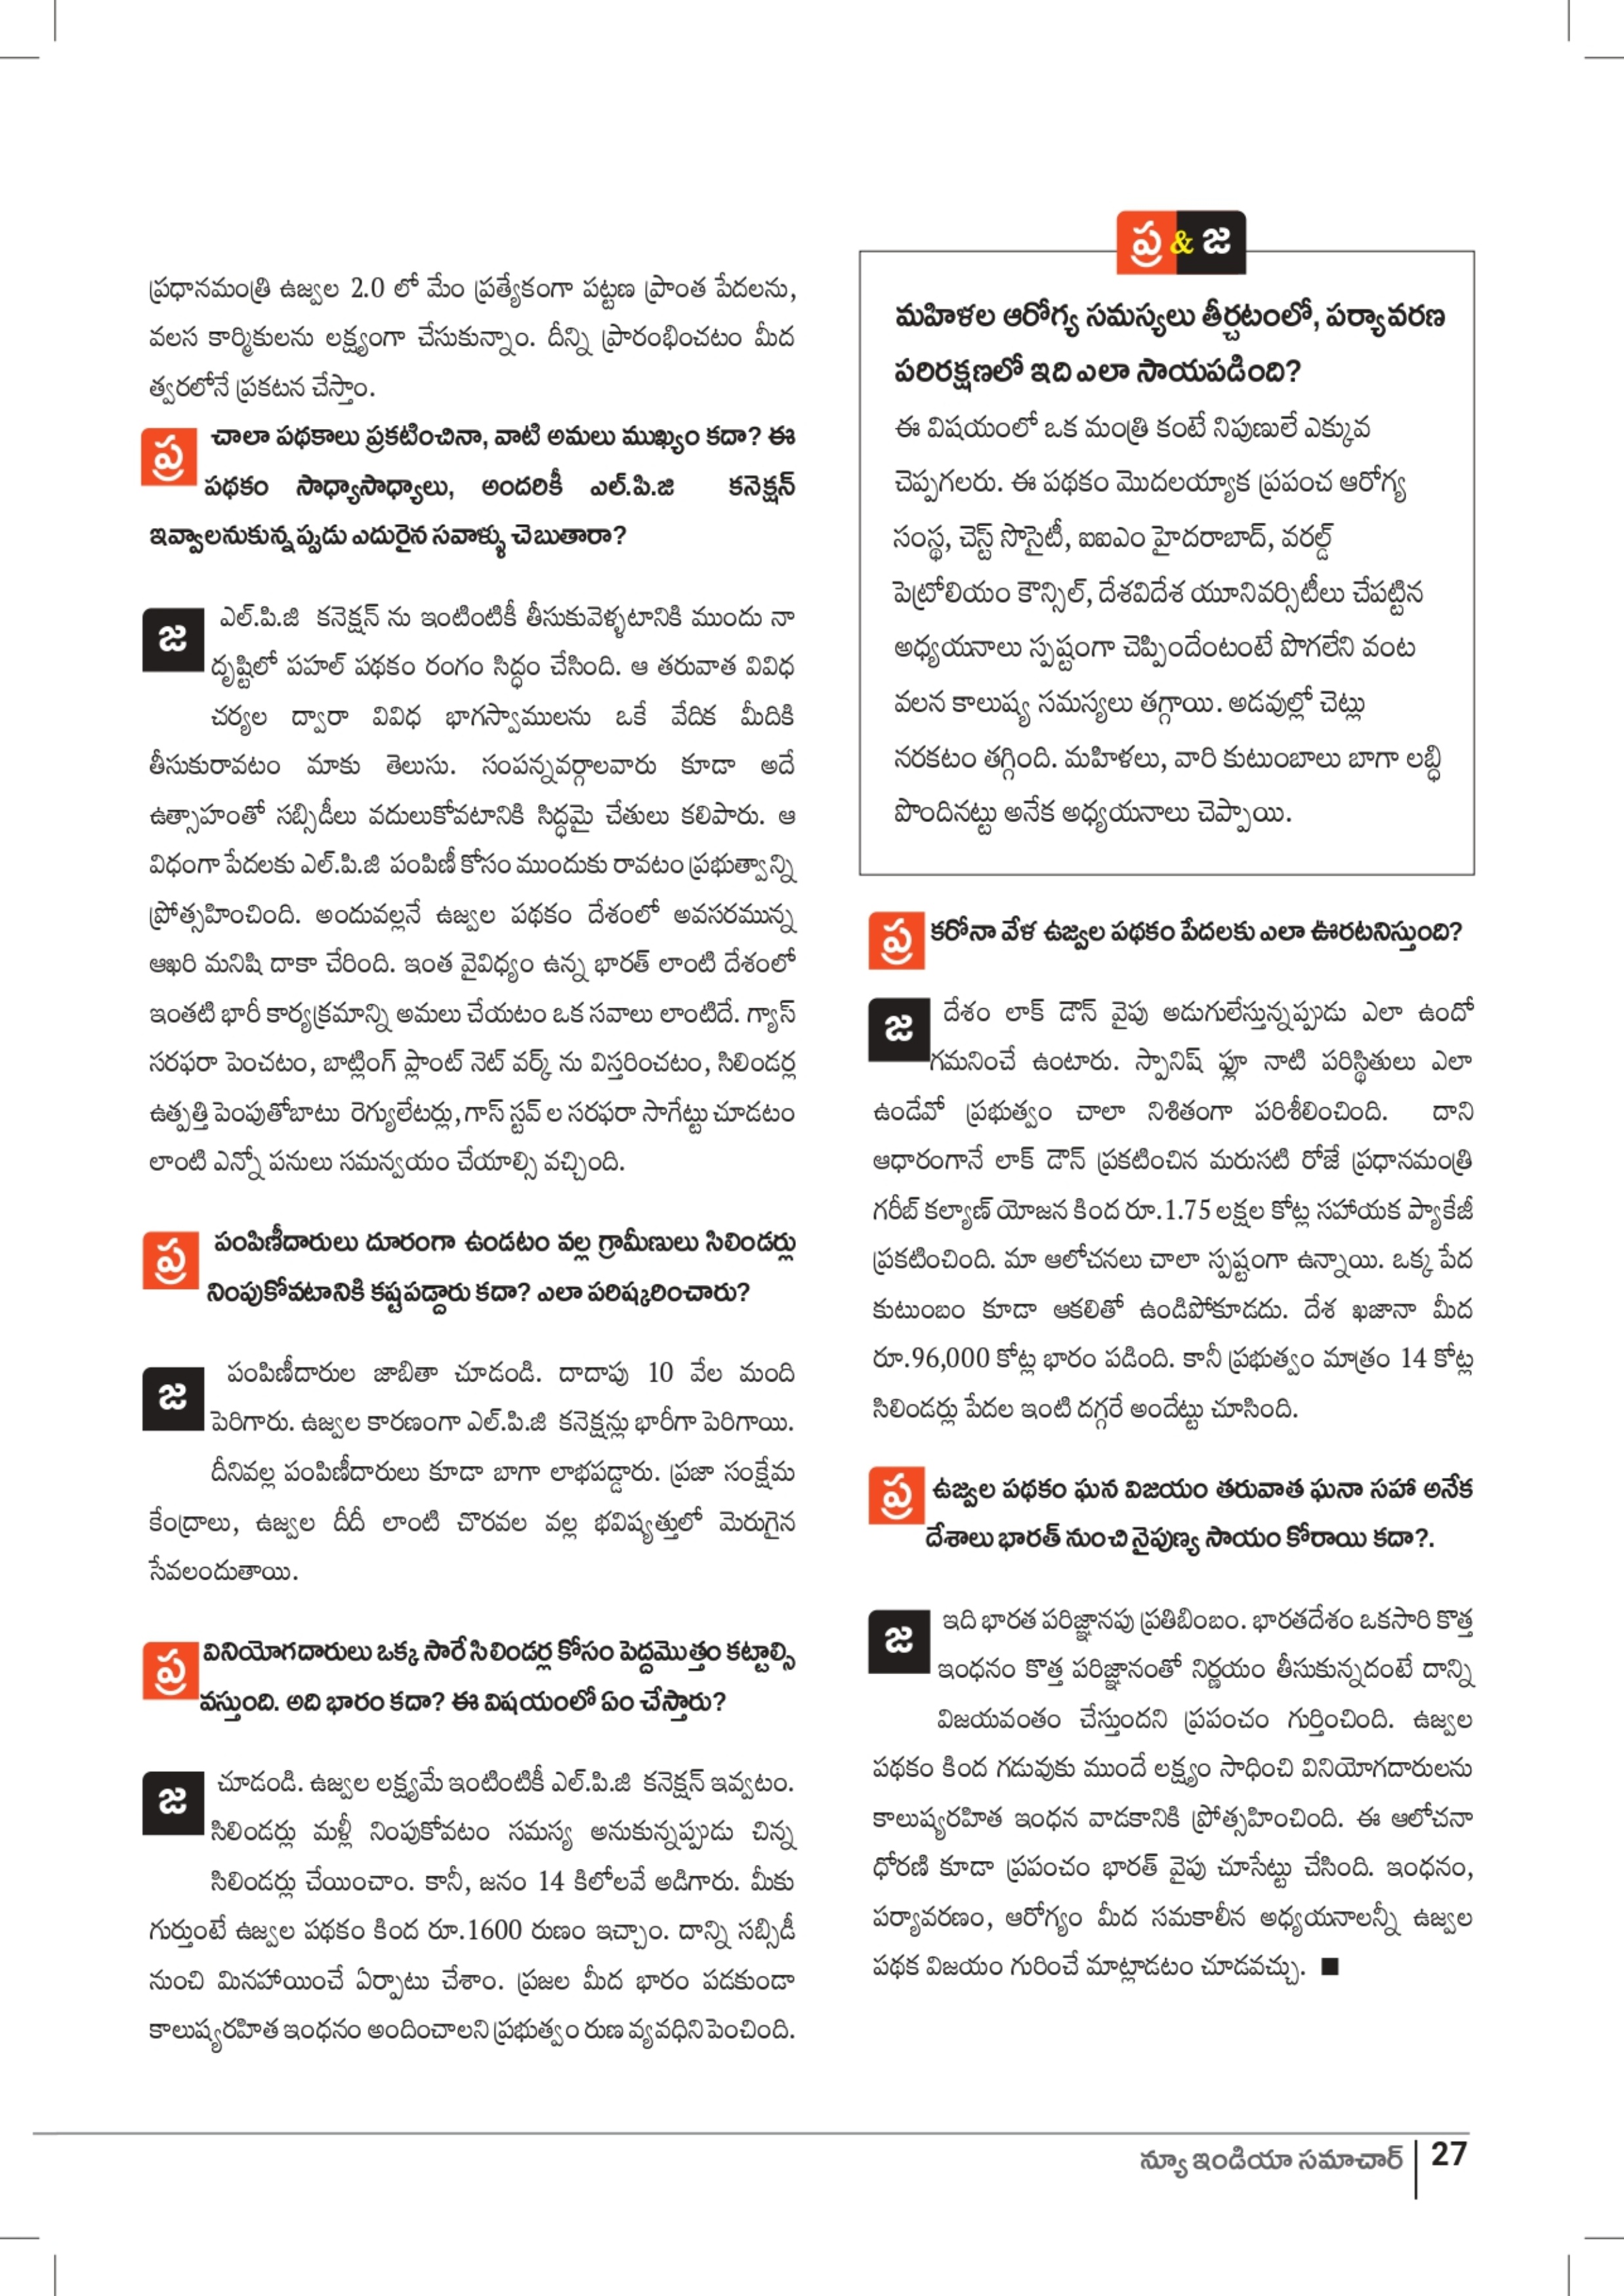 ప్రధానమంత్రి ఉజ్వల 2.0 లో మేం ప్రత్యేకంగా పట్టణ ప్రాంత పేదలను,
వలస కార్మికులను లక్ష్యంగా చేసుకున్నాం. దీన్ని ప్రారంభించటం మీద
త్వరలోనే ప్రకటన చేస్తాం.
ప్ర చాలా పథకాలు ప్రకటించినా, వాటి అమలు ముఖ్యం కదా? ఈ
పథకం సాధ్యాసాధ్యాలు, అందరికీ ఎల్.పి.జి కనెక్షన్
ఇవ్వాలనుకున్నప్పుడు ఎదురైన సవాళ్ళు చెబుతారా?
జ ఎల్.పి.జి కనెక్షన్ ను ఇంటింటికీ తీసుకువెళ్ళటానికి ముందు నా
దృష్టిలో పహల్ పథకం రంగం సిద్ధం చేసింది. ఆ తరువాత వివిధ
చర్యల ద్వారా వివిధ భాగస్వాములను ఒకే వేదిక మీదికి
తీసుకురావటం మాకు తెలుసు. సంపన్నవర్గాలవారు కూడా అదే
ఉత్సాహంతో సబ్సిడీలు వదులుకోవటానికి సిద్ధమై చేతులు కలిపారు. ఆ
విధంగా పేదలకు ఎల్.పి.జి పంపిణీ కోసం ముందుకు రావటం ప్రభుత్వాన్ని
ప్రోత్సహించింది. అందువల్లనే ఉజ్వల పథకం దేశంలో అవసరమున్న
ఆఖరి మనిషి దాకా చేరింది. ఇంత వైవిధ్యం ఉన్న భారత్ లాంటి దేశంలో
ఇంతటి భారీ కార్యక్రమాన్ని అమలు చేయటం ఒక సవాలు లాంటిదే. గ్యాస్
సరఫరా పెంచటం, బాట్లింగ్ ప్లాంట్ నెట్ వర్క్ ను విస్తరించటం, సిలిండర్ల
ఉత్పత్తి పెంపుతోబాటు రెగ్యులేటర్లు, గాస్ స్టవ్ ల సరఫరా సాగేట్టు చూడటం
లాంటి ఎన్నో పనులు సమన్వయం చేయాల్సి వచ్చింది.
ప్ర పంపిణీదారులు దూరంగా ఉండటం వల్ల గ్రామీణులు సిలిండర్లు
నింపుకోవటానికి కష్టపడ్డారు కదా? ఎలా పరిష్కరించారు?
జ పంపిణీదారుల జాబితా చూడండి. దాదాపు 10 వేల మంది
పెరిగారు. ఉజ్వల కారణంగా ఎల్.పి.జి కనెక్షన్లు భారీగా పెరిగాయి.
దీనివల్ల పంపిణీదారులు కూడా బాగా లాభపడ్డారు. ప్రజా సంక్షేమ
కేంద్రాలు, ఉజ్వల దీదీ లాంటి చొరవల వల్ల భవిష్యత్తులో మెరుగైన
సేవలందుతాయి.
ప్ర వినియోగదారులు ఒక్క సారే సిలిండర్ల కోసం పెద్దమొత్తం కట్టాల్సి
వస్తుంది. అది భారం కదా? ఈ విషయంలో ఏం చేస్తారు?
జ చూడండి. ఉజ్వల లక్ష్యమే ఇంటింటికీ ఎల్.పి.జి కనెక్షన్ ఇవ్వటం.
సిలిండర్లు మళ్లీ నింపుకోవటం సమస్య అనుకున్నప్పుడు చిన్న
సిలిండర్లు చేయించాం. కానీ, జనం 14 కిలోలవే అడిగారు. మీకు
గుర్తుంటే ఉజ్వల పథకం కింద రూ.1600 రుణం ఇచ్చాం. దాన్ని సబ్సిడీ
నుంచి మినహాయించే ఏర్పాటు చేశాం. ప్రజల మీద భారం పడకుండా
కాలుష్యరహిత ఇంధనం అందించాలని ప్రభుత్వం రుణ వ్యవధిని పెంచింది.
ప్ర & జ
మహిళల ఆరోగ్య సమస్యలు తీర్చటంలో, పర్యావరణ
పరిరక్షణలో ఇది ఎలా సాయపడింది?
ఈ విషయంలో ఒక మంత్రి కంటే నిపుణులే ఎక్కువ
చెప్పగలరు. ఈ పథకం మొదలయ్యాక ప్రపంచ ఆరోగ్య
సంస్థ, చెస్ట్ సొసైటీ, ఐఐఎం హైదరాబాద్, వరల్డ్
పెట్రోలియం కౌన్సిల్, దేశవిదేశ యూనివర్సిటీలు చేపట్టిన
అధ్యయనాలు స్పష్టంగా చెప్పిందేంటంటే పొగలేని వంట
వలన కాలుష్య సమస్యలు తగ్గాయి. అడవుల్లో చెట్లు
నరకటం తగ్గింది. మహిళలు, వారి కుటుంబాలు బాగా లబ్ధి
పొందినట్టు అనేక అధ్యయనాలు చెప్పాయి.
ప్ర కరోనా వేళ ఉజ్వల పథకం పేదలకు ఎలా ఊరటనిస్తుంది?
జ దేశం లాక్ డౌన్ వైపు అడుగులేస్తున్నప్పుడు ఎలా ఉందో
గమనించే ఉంటారు. స్పానిష్ ఫ్లూ నాటి పరిస్థితులు ఎలా
ఉండేవో ప్రభుత్వం చాలా నిశితంగా పరిశీలించింది. దాని
ఆధారంగానే లాక్ డౌన్ ప్రకటించిన మరుసటి రోజే ప్రధానమంత్రి
గరీబ్ కల్యాణ్ యోజన కింద రూ.1.75 లక్షల కోట్ల సహాయక ప్యాకేజీ
ప్రకటించింది. మా ఆలోచనలు చాలా స్పష్టంగా ఉన్నాయి. ఒక్క పేద
కుటుంబం కూడా ఆకలితో ఉండిపోకూడదు. దేశ ఖజానా మీద
రూ.96,000 కోట్ల భారం పడింది. కానీ ప్రభుత్వం మాత్రం 14 కోట్ల
సిలిండర్లు పేదల ఇంటి దగ్గరే అందేట్టు చూసింది.
ప్ర ఉజ్వల పథకం ఘన విజయం తరువాత ఘనా సహా అనేక
దేశాలు భారత్ నుంచి నైపుణ్య సాయం కోరాయి కదా?.
జ ఇది భారత పరిజ్ఞానపు ప్రతిబింబం. భారతదేశం ఒకసారి కొత్త
ఇంధనం కొత్త పరిజ్ఞానంతో నిర్ణయం తీసుకున్నదంటే దాన్ని
విజయవంతం చేస్తుందని ప్రపంచం గుర్తించింది. ఉజ్వల
పథకం కింద గడువుకు ముందే లక్ష్యం సాధించి వినియోగదారులను
కాలుష్యరహిత ఇంధన వాడకానికి ప్రోత్సహించింది. ఈ ఆలోచనా
ధోరణి కూడా ప్రపంచం భారత్ వైపు చూసేట్టు చేసింది. ఇంధనం,
పర్యావరణం, ఆరోగ్యం మీద సమకాలీన అధ్యయనాలన్నీ ఉజ్వల
పథక విజయం గురించే మాట్లాడటం చూడవచ్చు. ■
న్యూ ఇండియా సమాచార్ 27